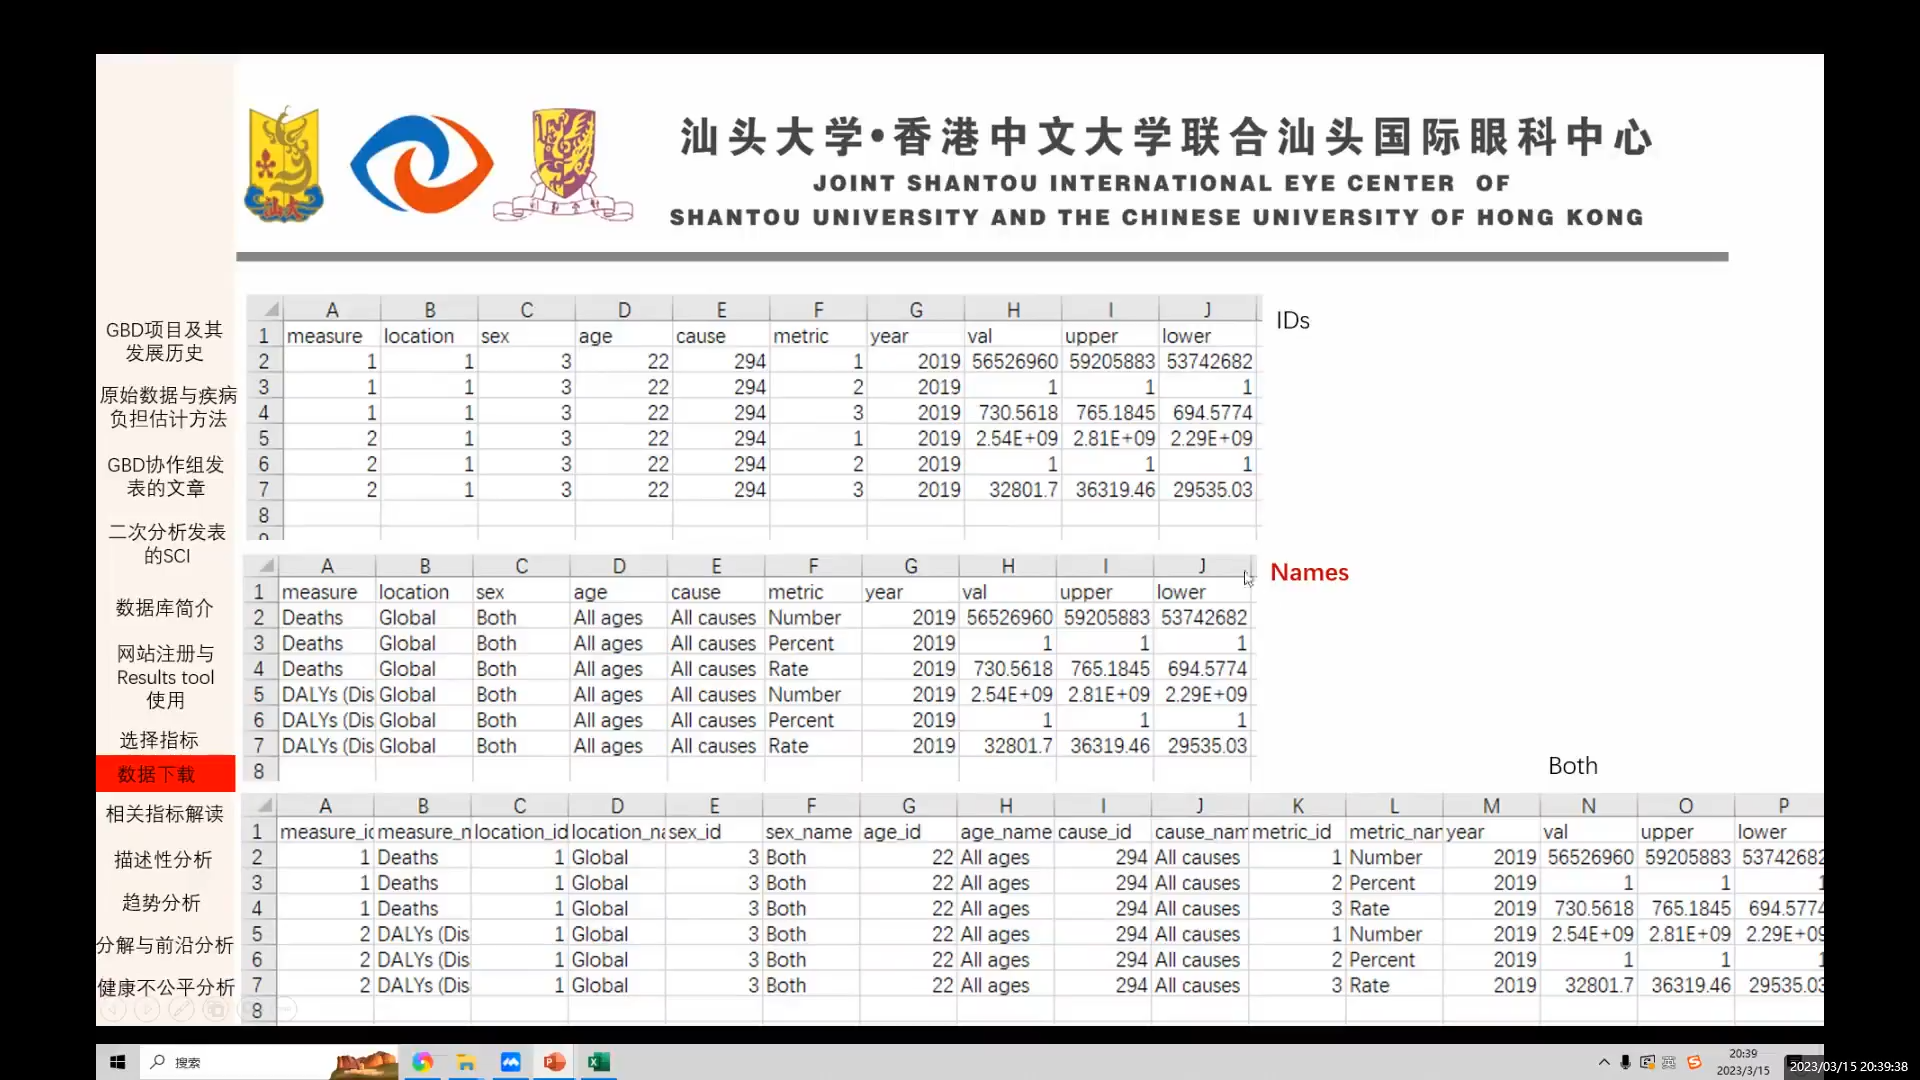 汕头大学•香港中文大学联合汕头国际眼科中心
JOINT SHANTOU INTERNATIONAL EYE CENTER OF
SHANTOU UNIVERSITY AND THE CHINESE UNIVERSITY OF HONG KONG
GBD项目及其
发展历史
原始数据与疾病
负担估计方法
GBD协作组发
表的文章
二次分析发表
的SCI
数据库简介
网站注册与
Results tool
使用
选择指标
数据下载
相关指标解读
描述性分析
趋势分析
分解与前沿分析
健康不公平分析
IDs
A B C D E F G H I J
1 measure location sex age cause metric year val upper lower
2 1 1 3 22 294 1 2019 56526960 59205883 53742682
3 1 1 3 22 294 2 2019 1 1 1
4 1 1 3 22 294 3 2019 730.5618 765.1845 694.5774
5 2 1 3 22 294 1 2019 2.54E+09 2.81E+09 2.29E+09
6 2 1 3 22 294 2 2019 1 1 1
7 2 1 3 22 294 3 2019 32801.7 36319.46 29535.03
8
Names
A B C D E F G H I J
1 measure location sex age cause metric year val upper lower
2 Deaths Global Both All ages All causes Number 2019 56526960 59205883 53742682
3 Deaths Global Both All ages All causes Percent 2019 1 1 1
4 Deaths Global Both All ages All causes Rate 2019 730.5618 765.1845 694.5774
5 DALYs (Dis Global Both All ages All causes Number 2019 2.54E+09 2.81E+09 2.29E+09
6 DALYs (Dis Global Both All ages All causes Percent 2019 1 1 1
7 DALYs (Dis Global Both All ages All causes Rate 2019 32801.7 36319.46 29535.03
8
Both
A B C D E F G H I J K L M N O P
1 measure_id measure_n location_id location_na sex_id sex_name age_id age_name cause_id cause_nam metric_id metric_nar year val upper lower
2 1 Deaths 1 Global 3 Both 22 All ages 294 All causes 1 Number 2019 56526960 59205883 53742682
3 1 Deaths 1 Global 3 Both 22 All ages 294 All causes 2 Percent 2019 1 1 1
4 1 Deaths 1 Global 3 Both 22 All ages 294 All causes 3 Rate 2019 730.5618 765.1845 694.5774
5 2 DALYs (Dis 1 Global 3 Both 22 All ages 294 All causes 1 Number 2019 2.54E+09 2.81E+09 2.29E+09
6 2 DALYs (Dis 1 Global 3 Both 22 All ages 294 All causes 2 Percent 2019 1 1 1
7 2 DALYs (Dis 1 Global 3 Both 22 All ages 294 All causes 3 Rate 2019 32801.7 36319.46 29535.03
8
搜索
英
20:39
2023/3/15
2023/03/15 20:39:38